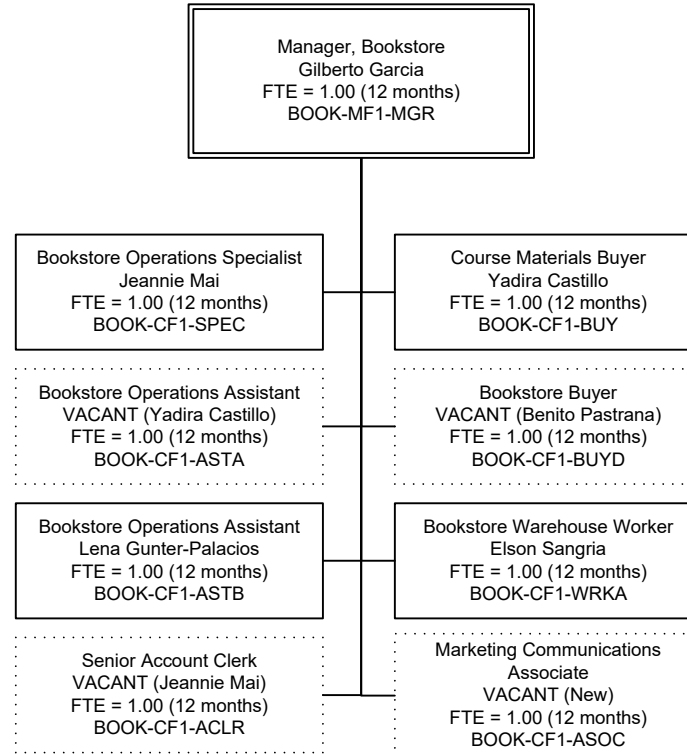 Manager, Bookstore
Gilberto Garcia
FTE = 1.00 (12 months)
BOOK-MF1-MGR
Bookstore Operations Specialist
Jeannie Mai
FTE = 1.00 (12 months)
BOOK-CF1-SPEC
Course Materials Buyer
Yadira Castillo
FTE = 1.00 (12 months)
BOOK-CF1-BUY
Bookstore Operations Assistant
VACANT (Yadira Castillo)
FTE = 1.00 (12 months)
BOOK-CF1-ASTA
Bookstore Buyer
VACANT (Benito Pastrana)
FTE = 1.00 (12 months)
BOOK-CF1-BUYD
Bookstore Operations Assistant
Lena Gunter-Palacios
FTE = 1.00 (12 months)
BOOK-CF1-ASTB
Bookstore Warehouse Worker
Elson Sangria
FTE = 1.00 (12 months)
BOOK-CF1-WRKA
Senior Account Clerk
VACANT (Jeannie Mai)
FTE = 1.00 (12 months)
BOOK-CF1-ACLR
Marketing Communications
Associate
VACANT (New)
FTE = 1.00 (12 months)
BOOK-CF1-ASOC